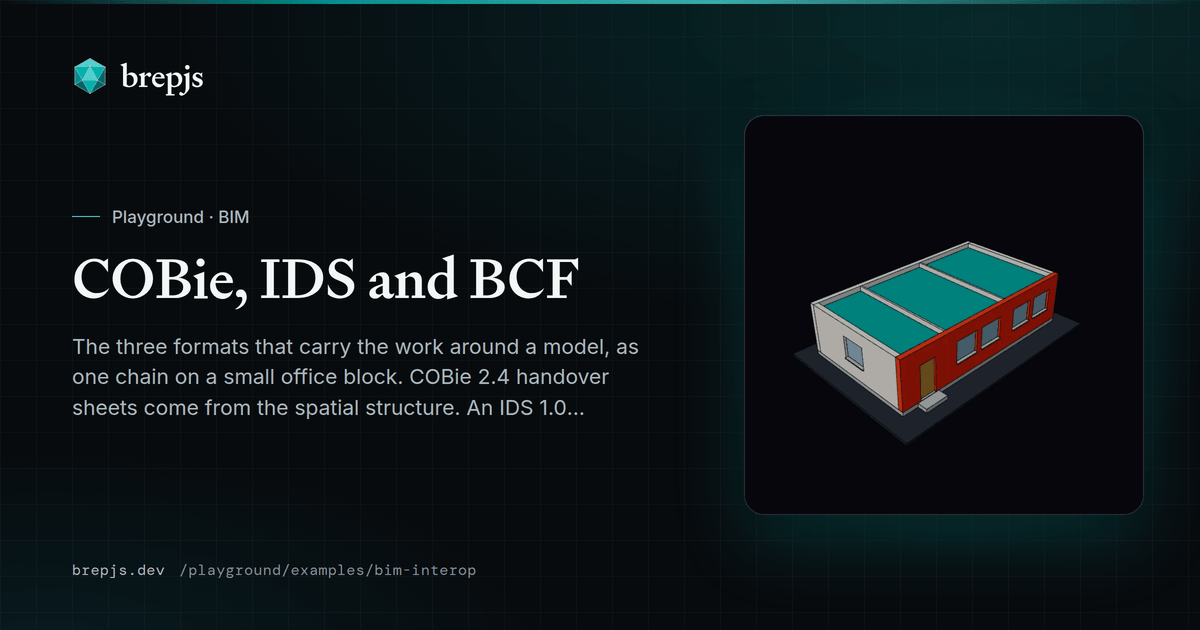 brepjs
Playground · BIM
COBie, IDS and BCF
The three formats that carry the work around a model, as
one chain on a small office block. COBie 2.4 handover
sheets come from the spatial structure. An IDS 1.0...
brepjs.dev /playground/examples/bim-interop